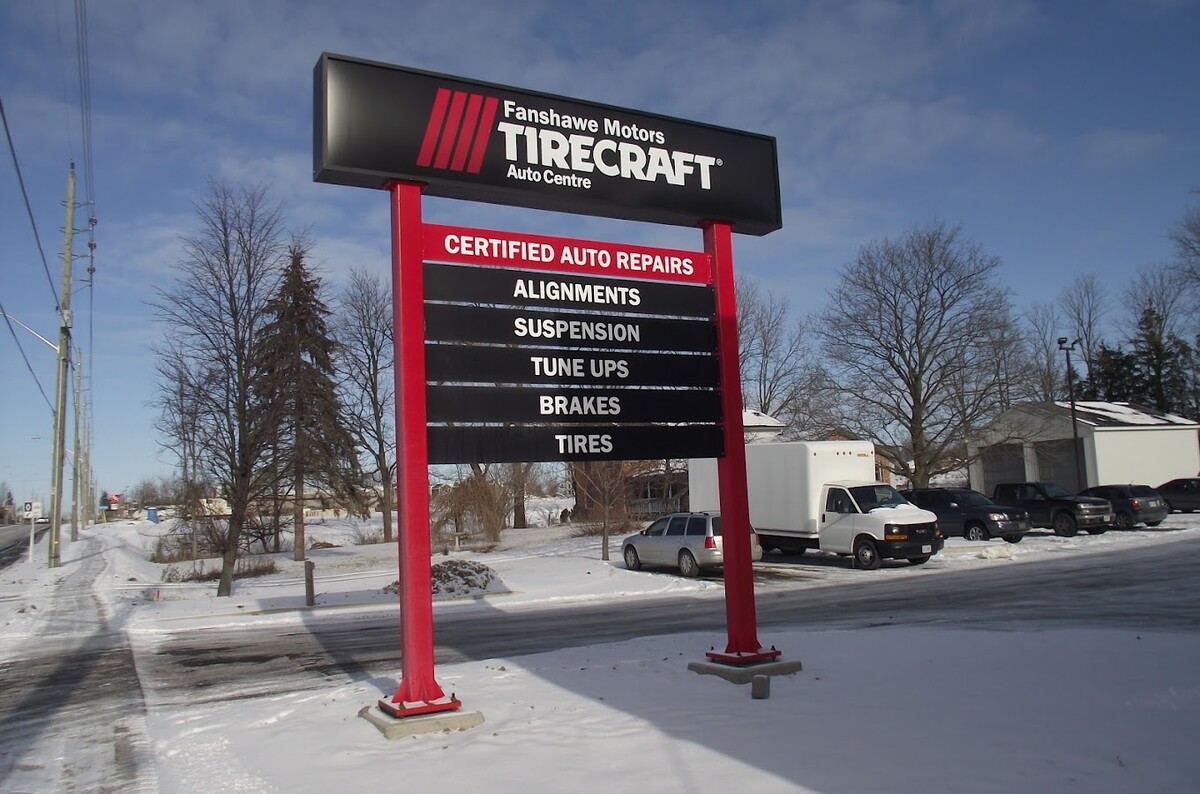 Fanshawe Motors
TIRECRAFT®
Auto Centre
CERTIFIED AUTO REPAIRS
ALIGNMENTS
SUSPENSION
TUNE UPS
BRAKES
TIRES